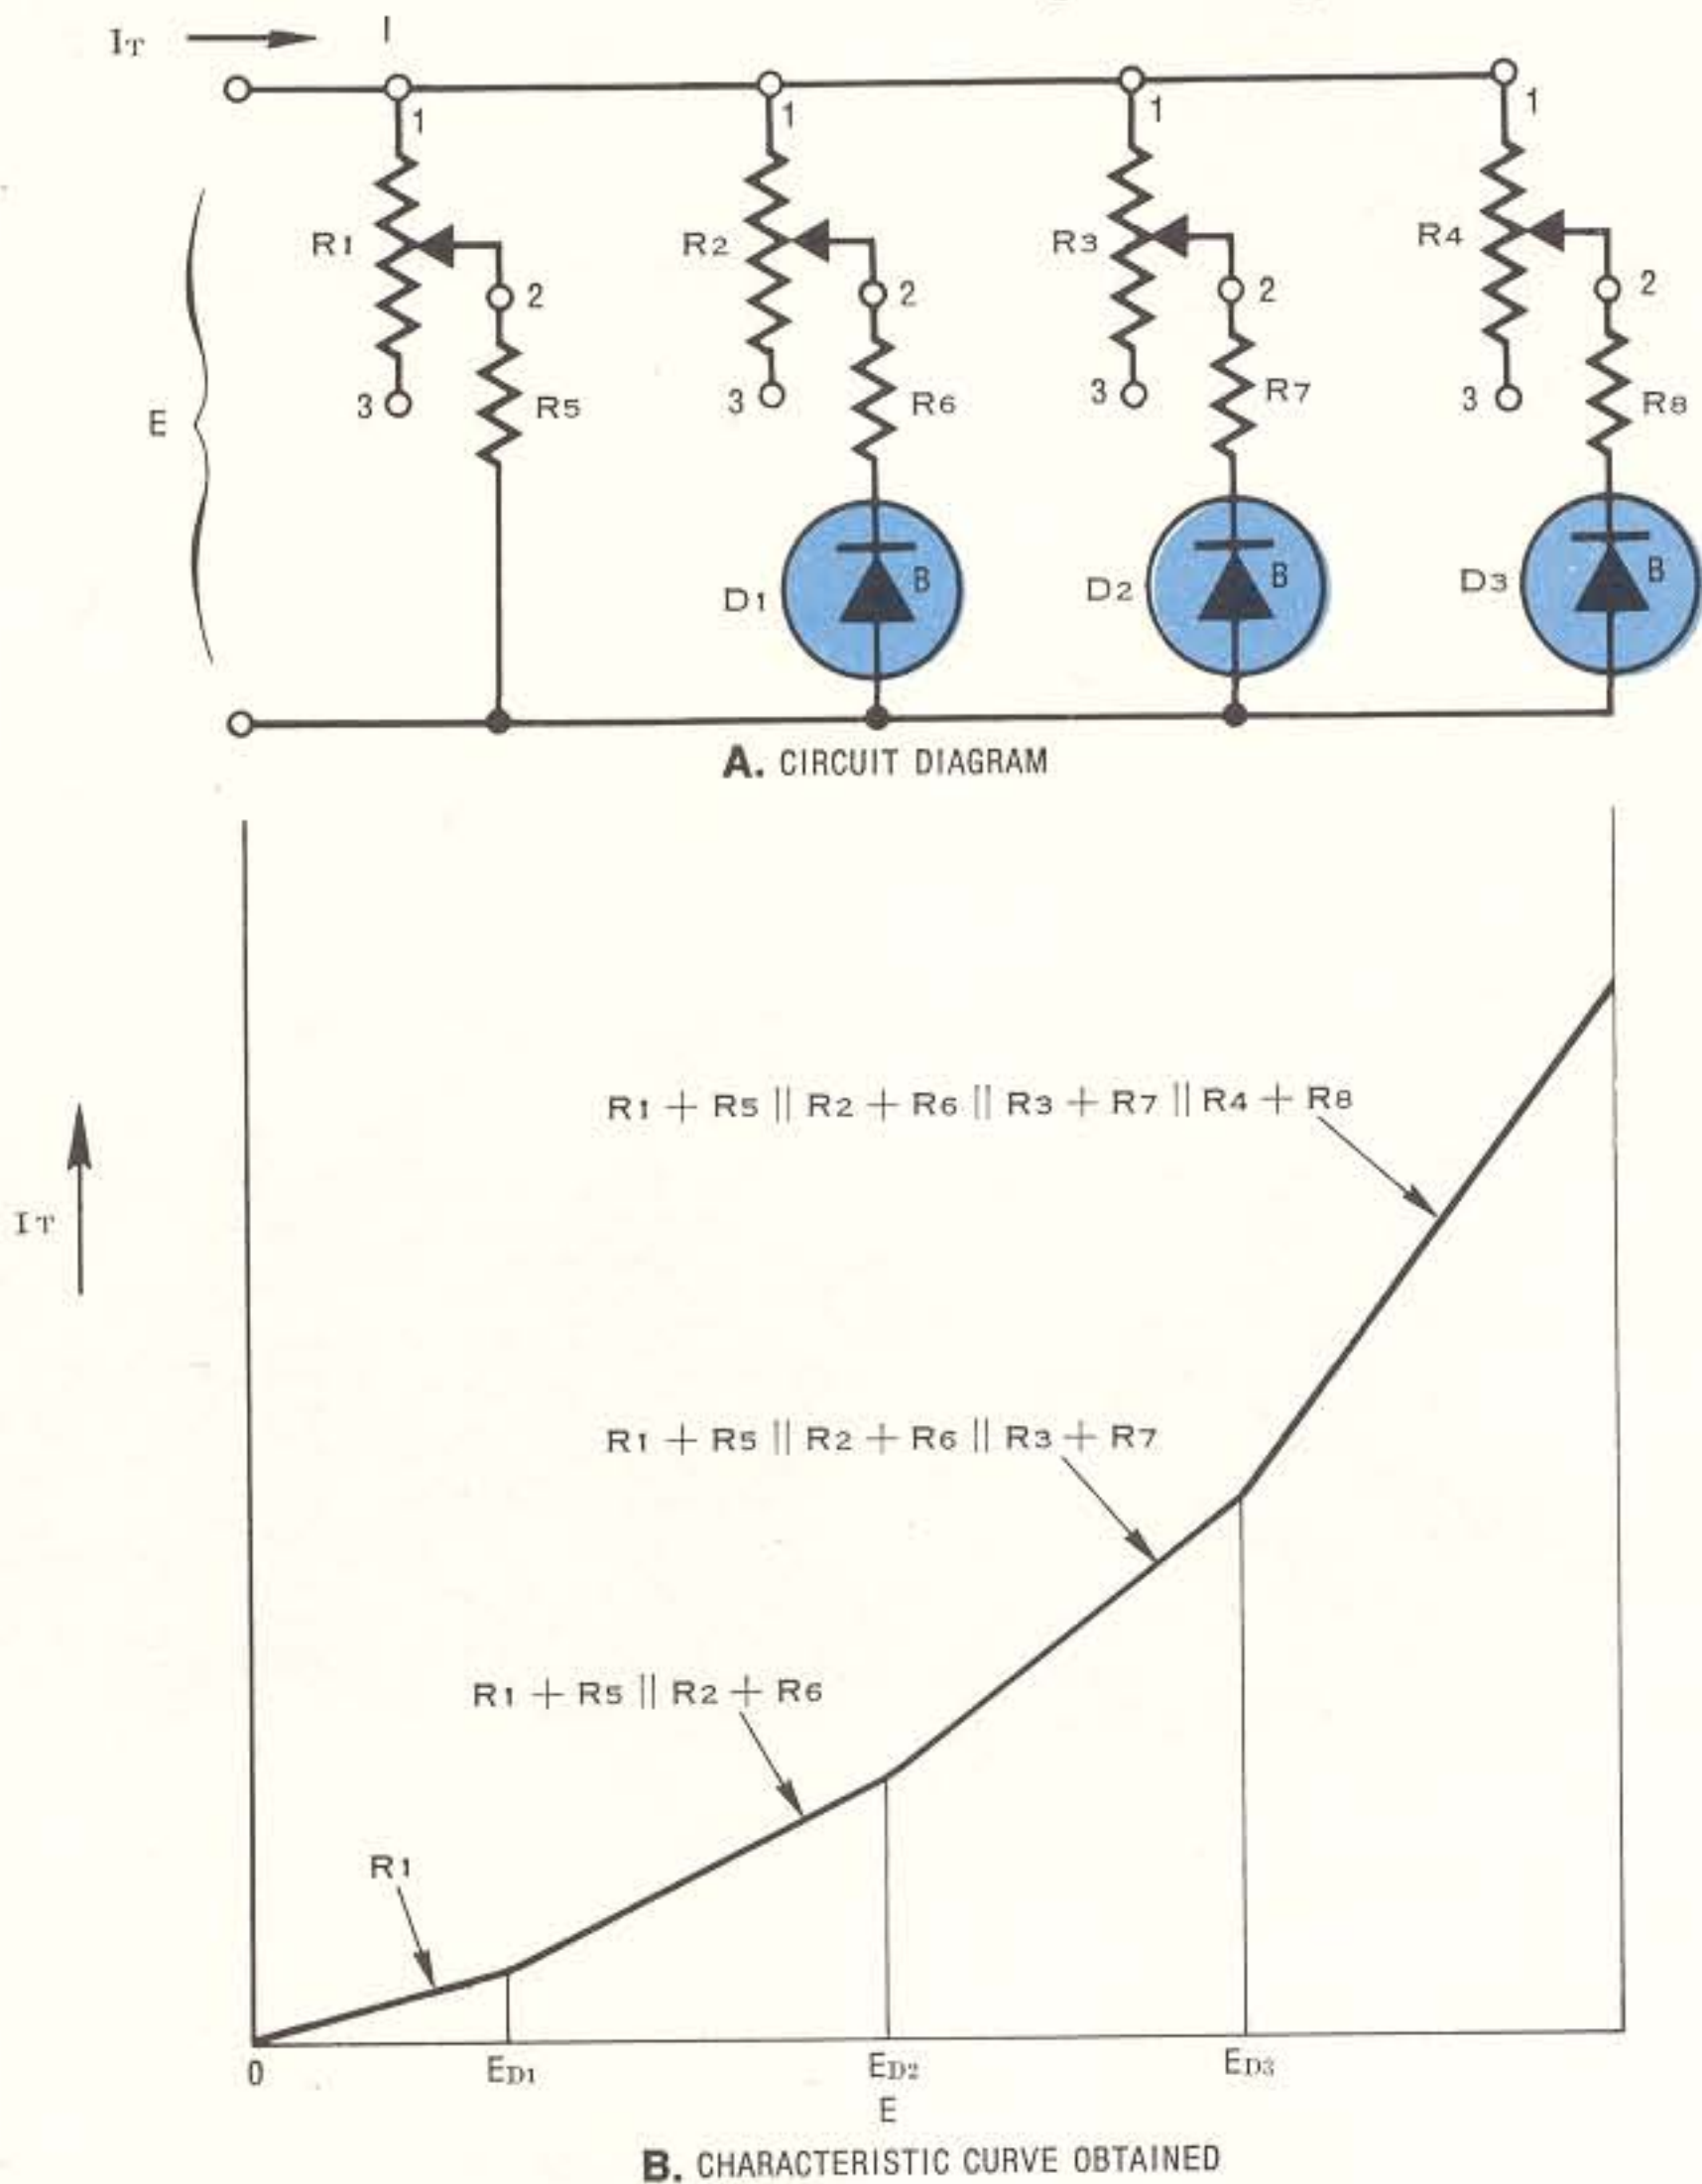 IT
1 1 1 1
R1 R2 R3 R4
2 2 2 2
3 3 3 3
R5 R6 R7 R8
E
D1 B D2 B D3 B
A. CIRCUIT DIAGRAM
R1 + R5 || R2 + R6 || R3 + R7 || R4 + R8
IT
R1 + R5 || R2 + R6 || R3 + R7
R1 + R5 || R2 + R6
R1
0 ED1 ED2 ED3
E
B. CHARACTERISTIC CURVE OBTAINED